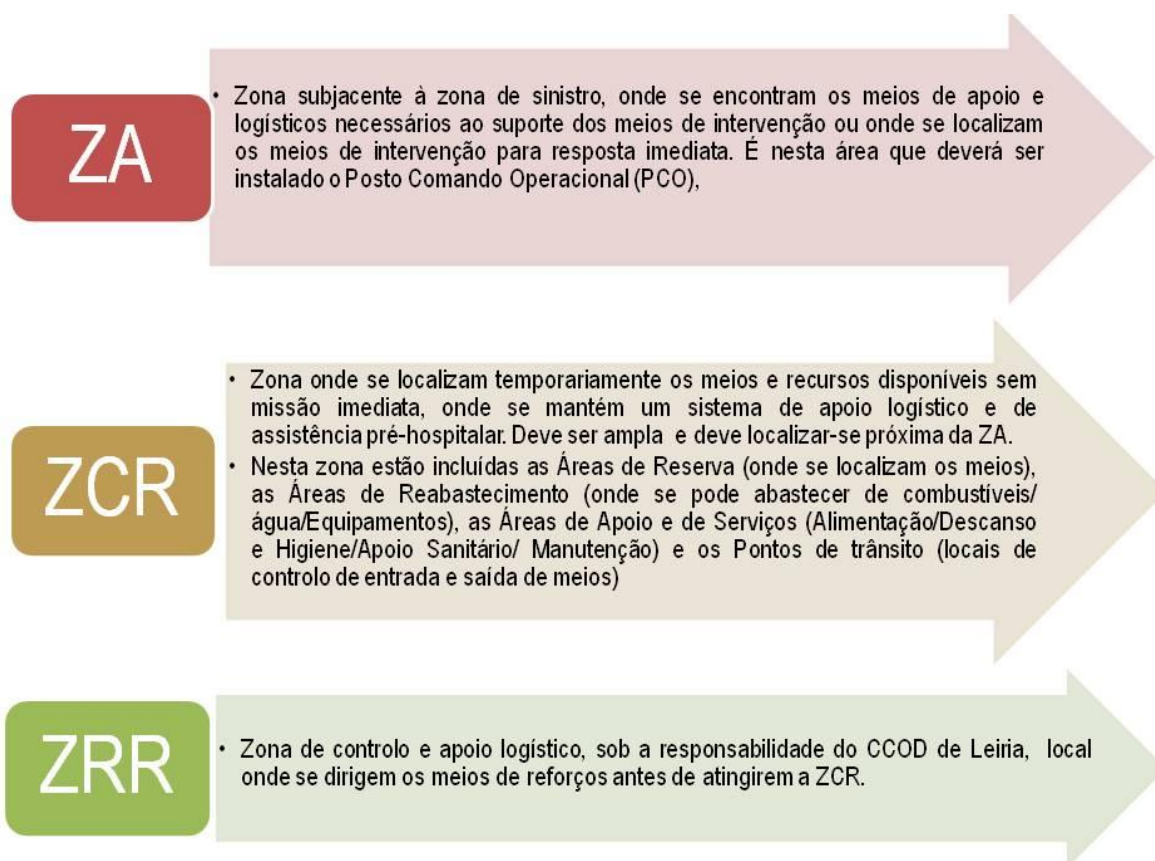 ZA
• Zona subjacente à zona de sinistro, onde se encontram os meios de apoio e
logísticos necessários ao suporte dos meios de intervenção ou onde se localizam
os meios de intervenção para resposta imediata. É nesta área que deverá ser
instalado o Posto Comando Operacional (PCO),
ZCR
• Zona onde se localizam temporariamente os meios e recursos disponíveis sem
missão imediata, onde se mantém um sistema de apoio logístico e de
assistência pré-hospitalar. Deve ser ampla e deve localizar-se próxima da ZA.
• Nesta zona estão incluídas as Áreas de Reserva (onde se localizam os meios),
as Áreas de Reabastecimento (onde se pode abastecer de combustíveis/
água/Equipamentos), as Áreas de Apoio e de Serviços (Alimentação/Descanso
e Higiene/Apoio Sanitário/ Manutenção) e os Pontos de trânsito (locais de
controlo de entrada e saída de meios)
ZRR
• Zona de controlo e apoio logístico, sob a responsabilidade do CCOD de Leiria, local
onde se dirigem os meios de reforços antes de atingirem a ZCR.